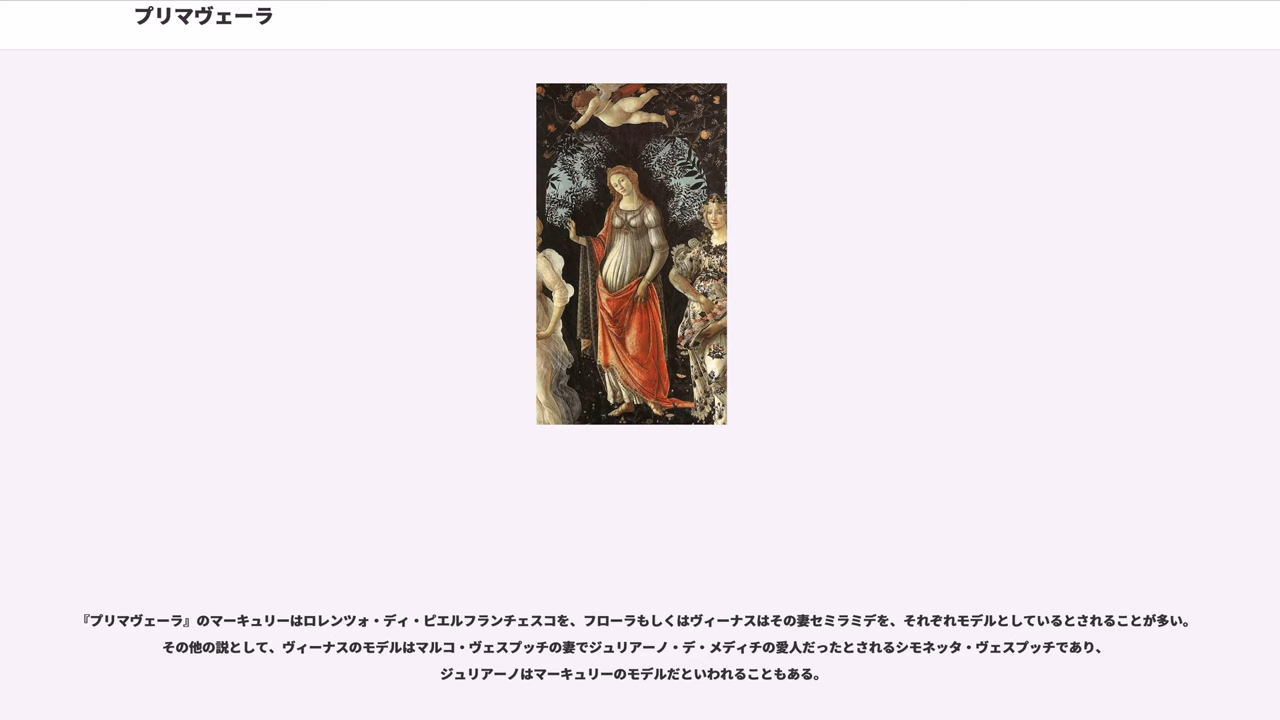 プリマヴェーラ
『プリマヴェーラ』のマーキュリーはロレンツォ・ディ・ピエルフランチェスコを、フローラもしくはヴィーナスはその妻セミラミデを、それぞれモデルとしているとされることが多い。
その他の説として、ヴィーナスのモデルはマルコ・ヴェスプッチの妻でジュリアーノ・デ・メディチの愛人だったとされるシモネッタ・ヴェスプッチであり、
ジュリアーノはマーキュリーのモデルだといわれることもある。